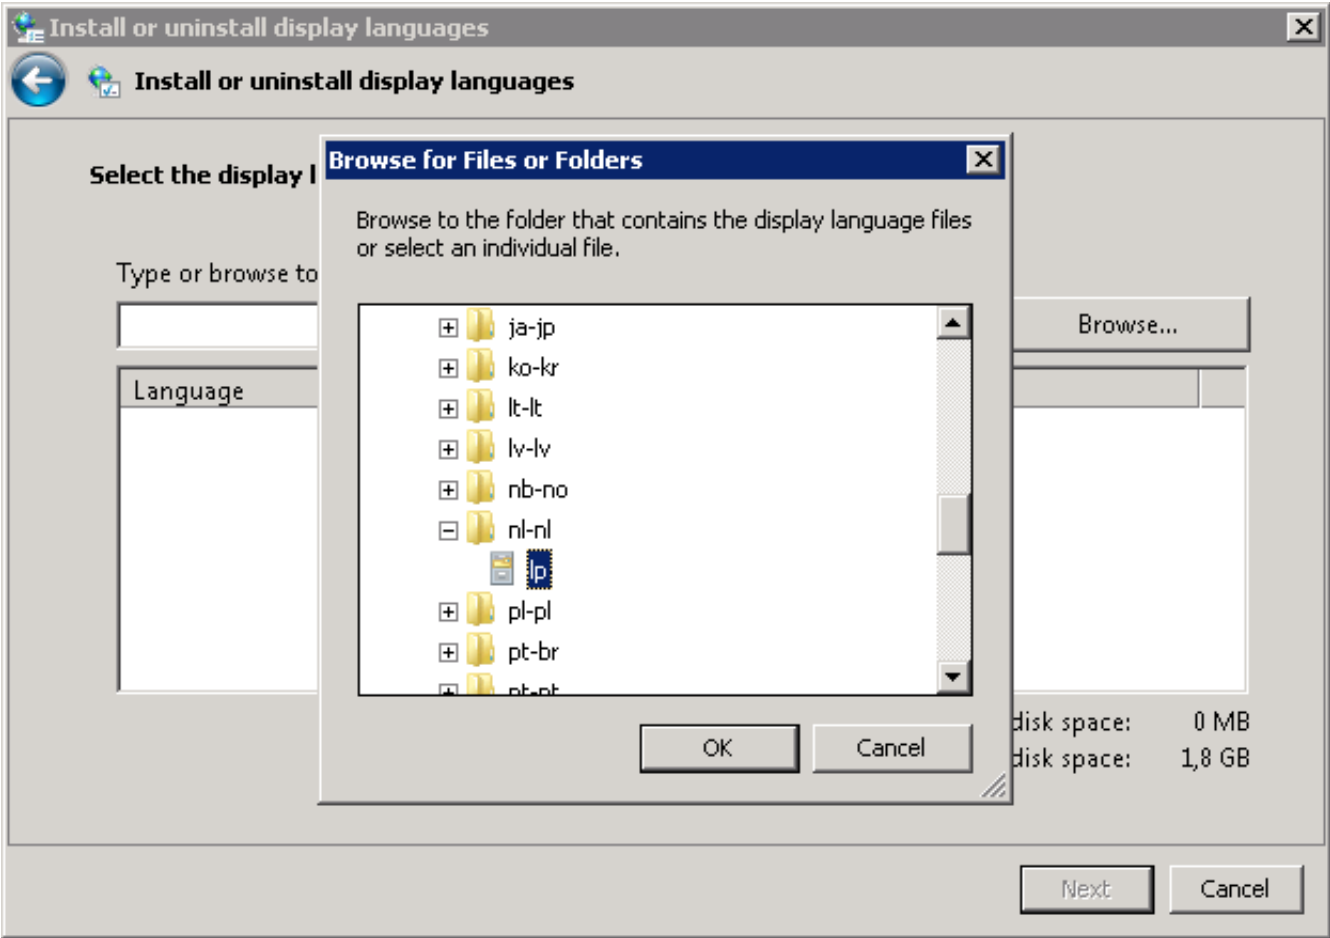 Install or uninstall display languages
Install or uninstall display languages
Select the display l
Browse for Files or Folders
Browse to the folder that contains the display language files
or select an individual file.
Type or browse to
Browse...
Language
ja-jp
ko-kr
lt-lt
lv-lv
nb-no
nl-nl
lp
pl-pl
pt-br
pt-pt
OK
Cancel
disk space: 0 MB
disk space: 1,8 GB
Next
Cancel